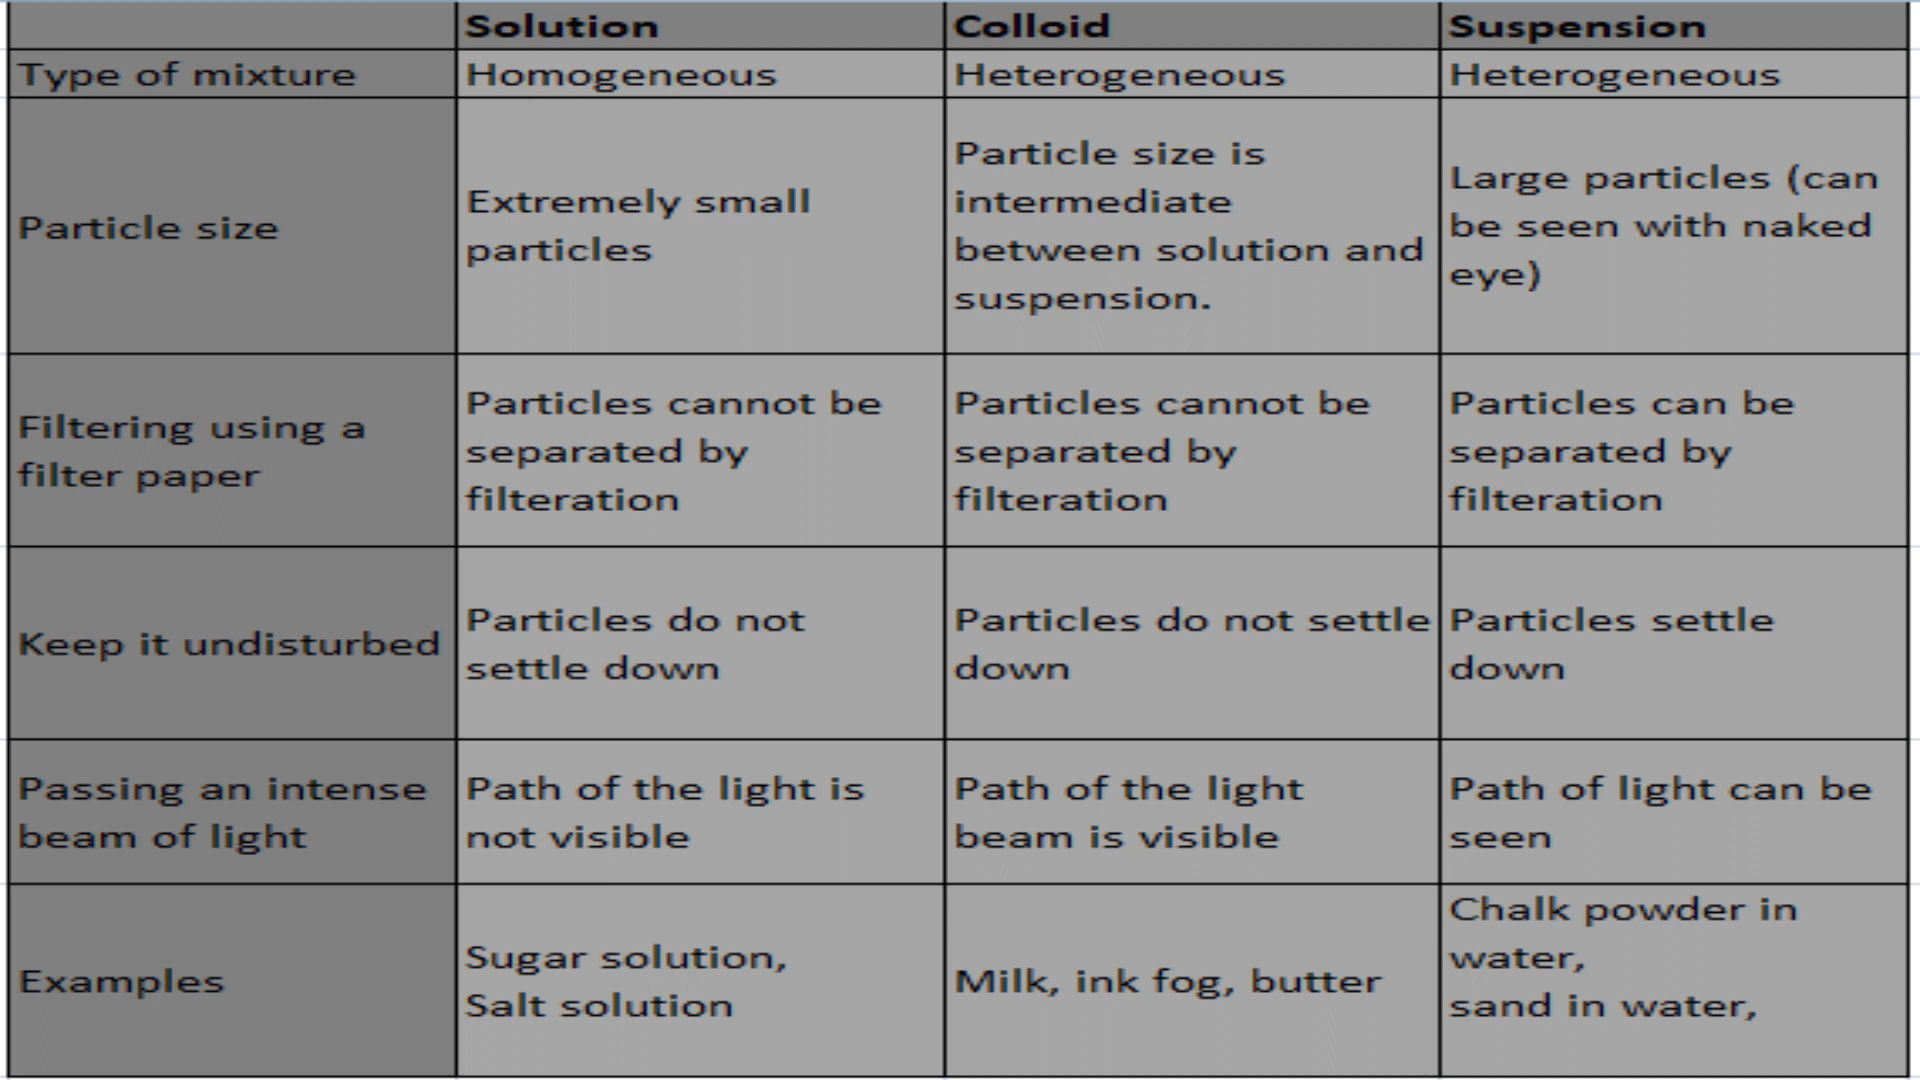 Solution Colloid Suspension
Type of mixture Homogeneous Heterogeneous Heterogeneous
Particle size
Extremely small
particles
Particle size is
intermediate
between solution and
suspension.
Large particles (can
be seen with naked
eye)
Filtering using a
filter paper
Particles cannot be
separated by
filteration
Particles cannot be
separated by
filteration
Particles can be
separated by
filteration
Keep it undisturbed
Particles do not
settle down
Particles do not settle
down
Particles settle
down
Passing an intense
beam of light
Path of the light is
not visible
Path of the light
beam is visible
Path of light can be
seen
Examples
Sugar solution,
Salt solution
Milk, ink fog, butter
Chalk powder in
water,
sand in water,